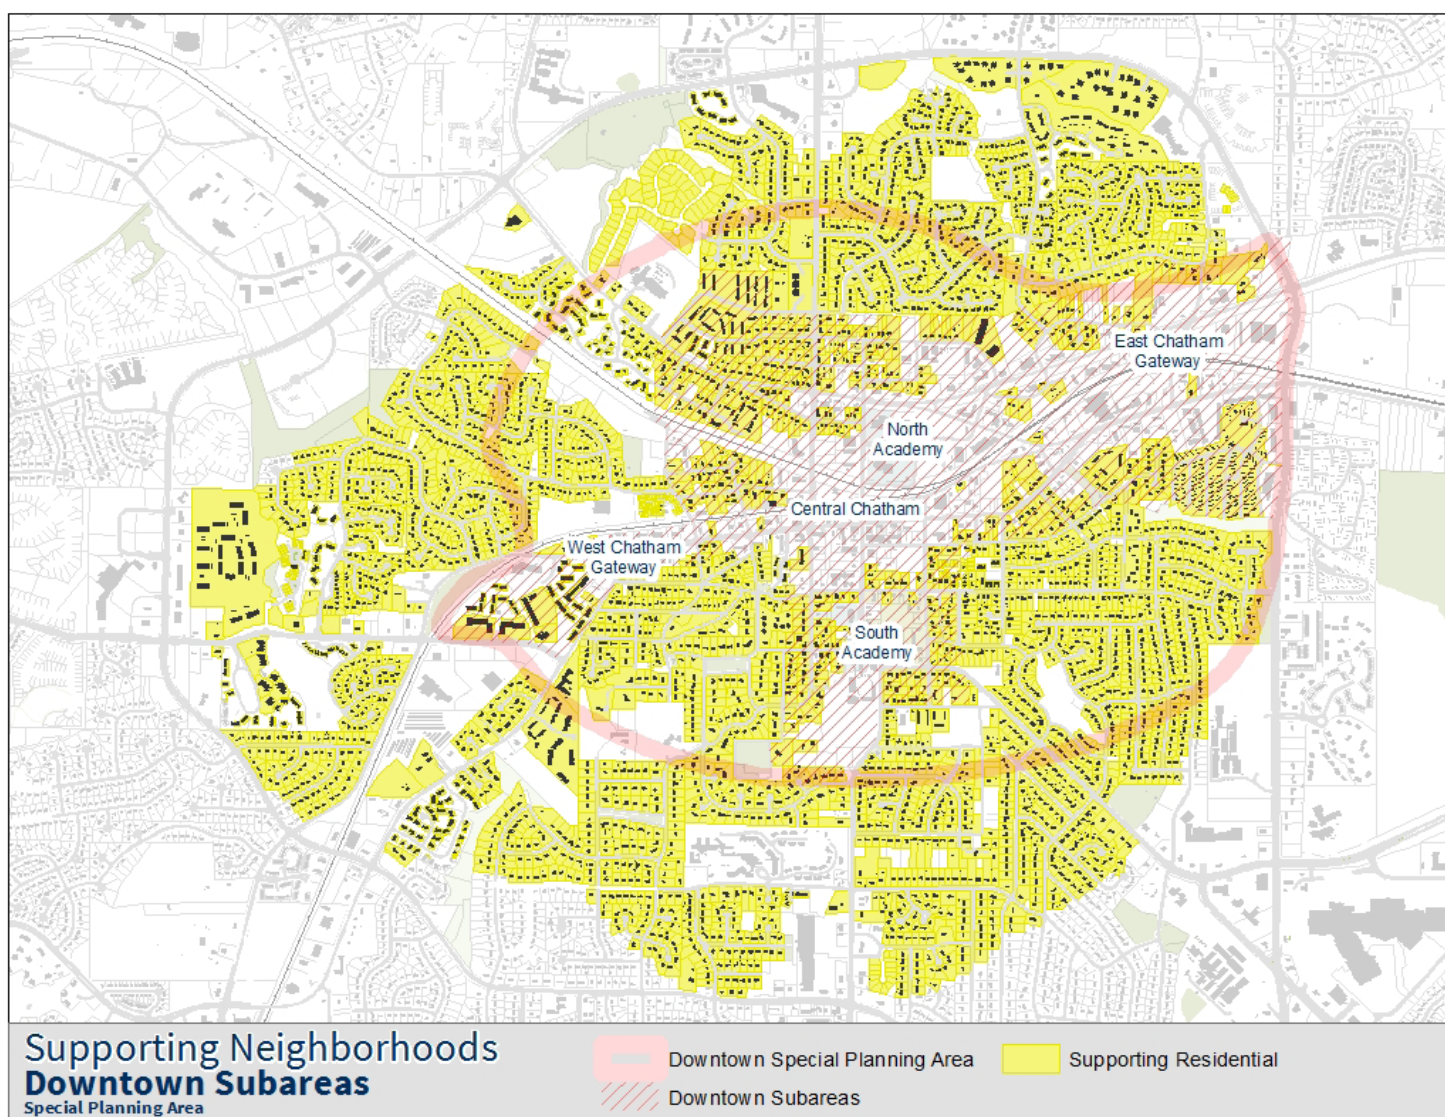 East Chatham
Gateway
North
Academy
Central Chatham
West Chatham
Gateway
South
Academy
Supporting Neighborhoods
Downtown Subareas
Special Planning Area
Downtown Special Planning Area
Supporting Residential
Downtown Subareas